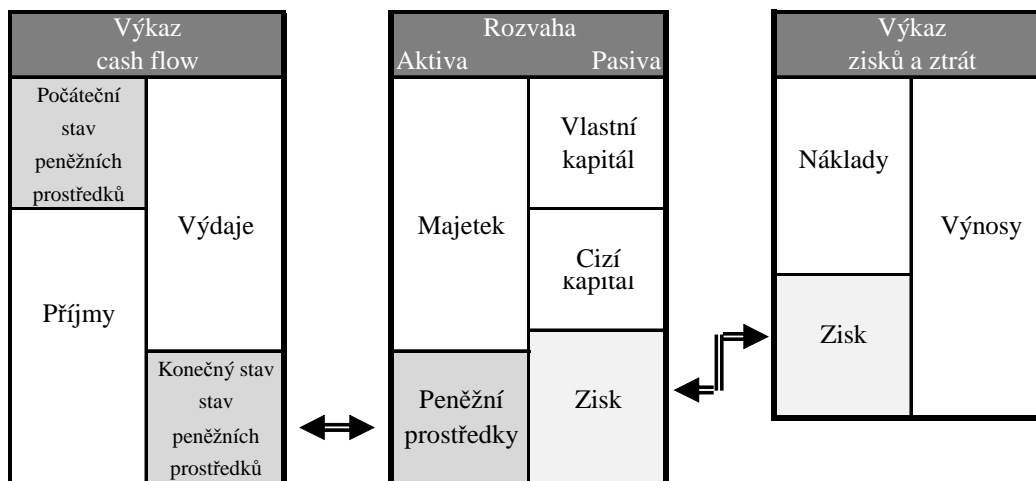 Výkaz
cash flow
Počáteční
stav
peněžních
prostředků
Příjmy
Výdaje
Konečný stav
stav
peněžních
prostředků
Rozvaha
Aktiva Pasiva
Majetek
Peněžní
prostředky
Vlastní
kapitál
Cizí
kapitál
Zisk
Výkaz
zisků a ztrát
Náklady
Zisk
Výnosy